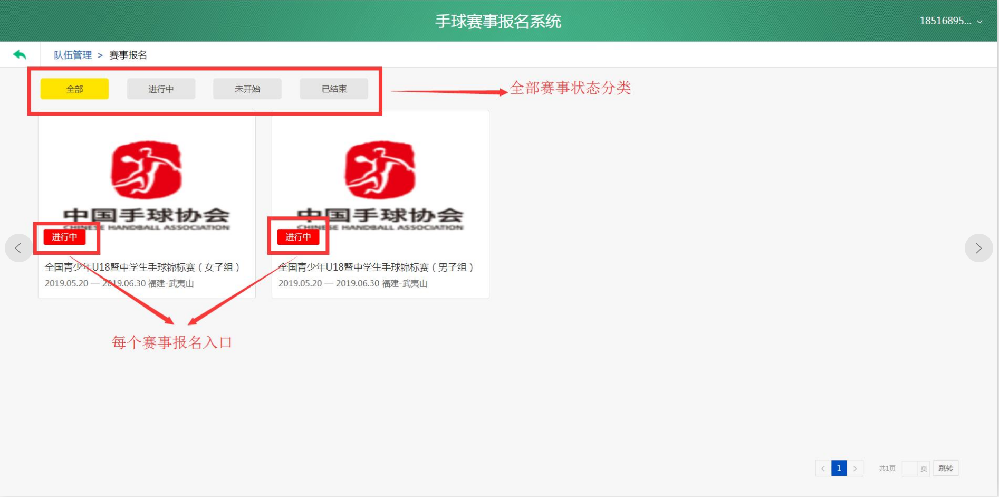 手球赛事报名系统
18516895...
队伍管理 > 赛事报名
全部 进行中 未开始 已结束
全部赛事状态分类
中国手球协会
CHINESE HANDBALL ASSOCIATION
进行中
全国青少年U18暨中学生手球锦标赛（女子组）
2019.05.20 — 2019.06.30 福建-武夷山
中国手球协会
CHINESE HANDBALL ASSOCIATION
进行中
全国青少年U18暨中学生手球锦标赛（男子组）
2019.05.20 — 2019.06.30 福建-武夷山
每个赛事报名入口
< 1 > 共1页 页 跳转